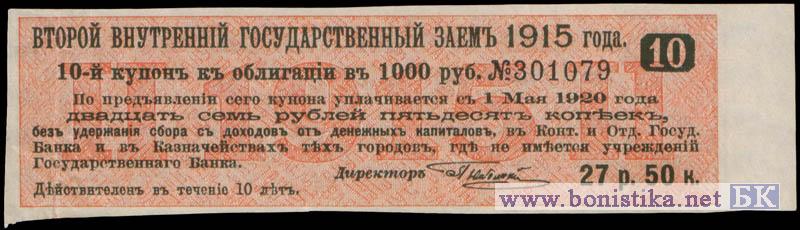 ВТОРОЙ ВНУТРЕННІЙ ГОСУДАРСТВЕННЫЙ ЗАЕМЪ 1915 года.
10
10-й купонъ къ облигаціи въ 1000 руб. №301079
По предъявленіи сего купона уплачивается съ 1 Мая 1920 года
двадцать семь рублей пятьдесятъ копѣекъ,
безъ удержанія сбора съ доходовъ отъ денежныхъ капиталовъ, въ Конт. и Отд. Госуд.
Банка и въ Казначействахъ тѣхъ городовъ, гдѣ не имѣется учрежденій
Государственнаго Банка.
Директоръ
27 р. 50 к.
Дѣйствителенъ въ теченіе 10 лѣтъ.
www.bonistika.net БК